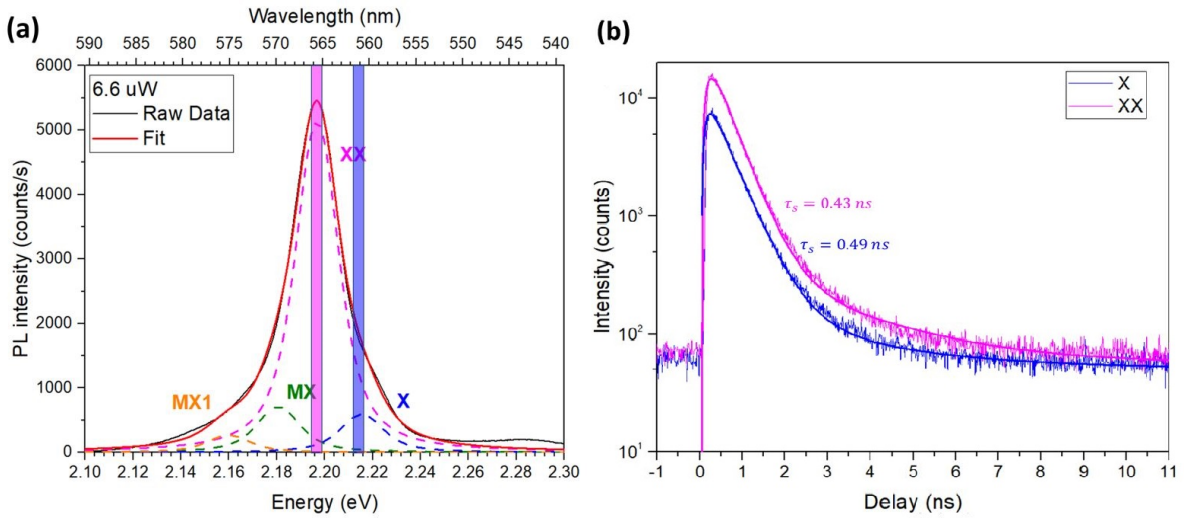 (a)
Wavelength (nm)
590 585 580 575 570 565 560 555 550 545 540
6000
5000
4000
3000
2000
1000
0
PL intensity (counts/s)
6.6 uW
Raw Data
Fit
XX
MX1
MX
X
2.10 2.12 2.14 2.16 2.18 2.20 2.22 2.24 2.26 2.28 2.30
Energy (eV)
(b)
10^4
10^3
10^2
10^1
Intensity (counts)
X
XX
τ_s = 0.43 ns
τ_s = 0.49 ns
-1 0 1 2 3 4 5 6 7 8 9 10 11
Delay (ns)